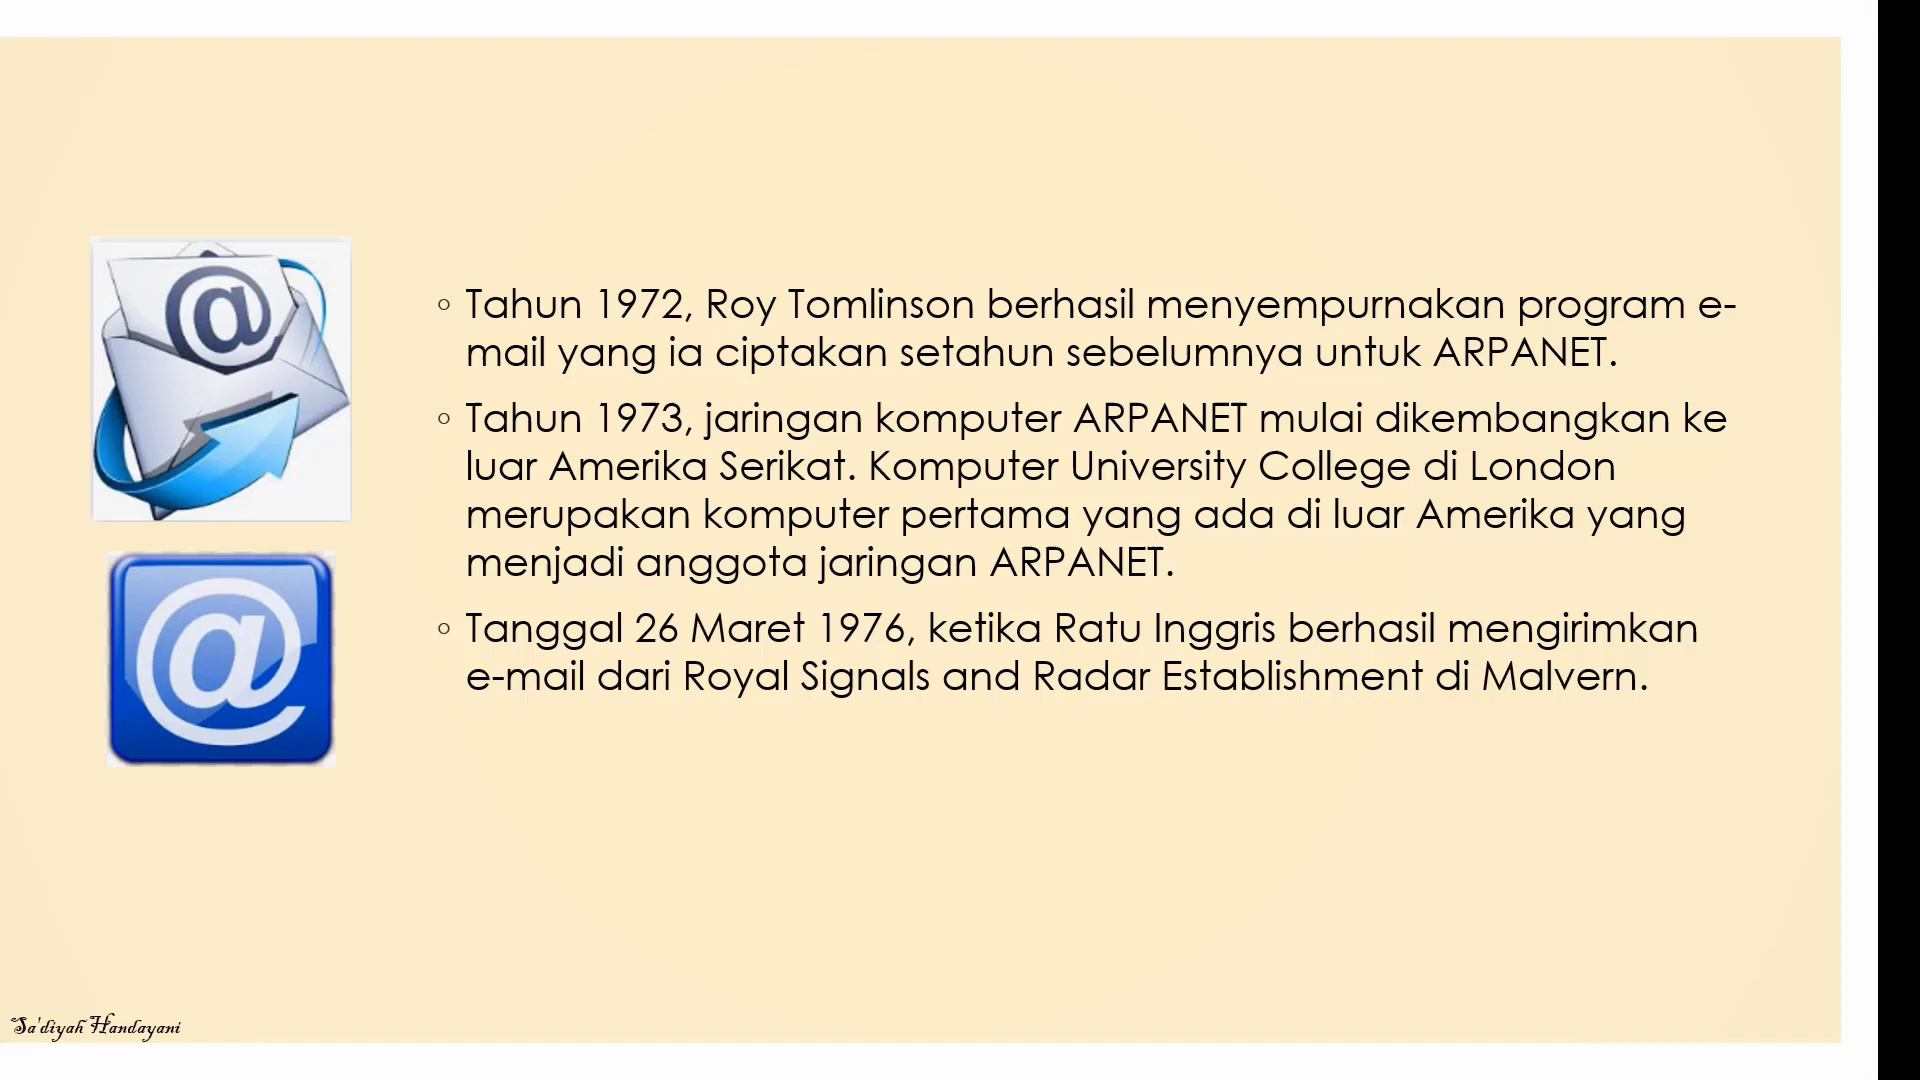 ◦ Tahun 1972, Roy Tomlinson berhasil menyempurnakan program e-
mail yang ia ciptakan setahun sebelumnya untuk ARPANET.
◦ Tahun 1973, jaringan komputer ARPANET mulai dikembangkan ke
luar Amerika Serikat. Komputer University College di London
merupakan komputer pertama yang ada di luar Amerika yang
menjadi anggota jaringan ARPANET.
◦ Tanggal 26 Maret 1976, ketika Ratu Inggris berhasil mengirimkan
e-mail dari Royal Signals and Radar Establishment di Malvern.
@
@
Sa'diyah Handayani